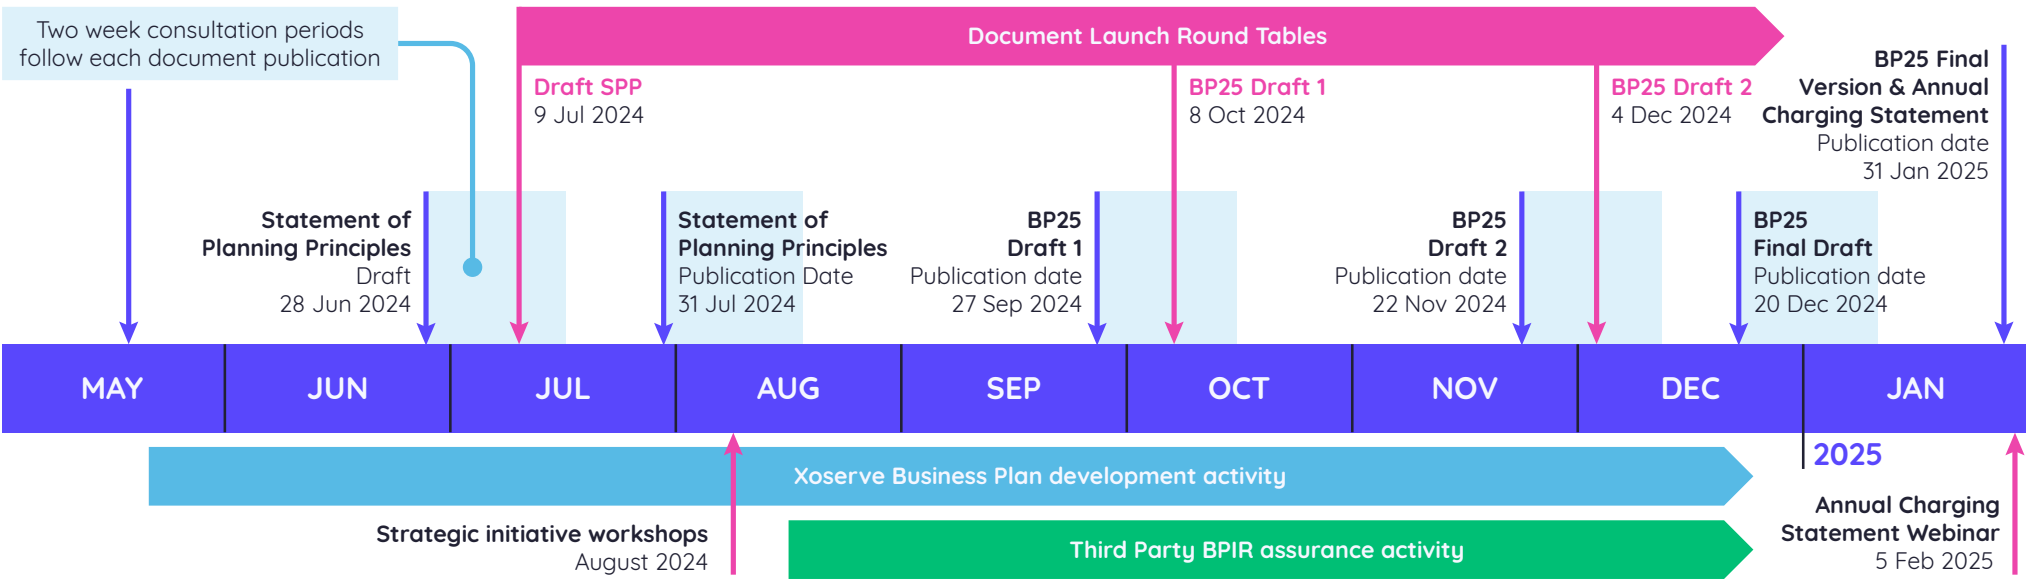 Two week consultation periods
follow each document publication
Document Launch Round Tables
Draft SPP
9 Jul 2024
BP25 Draft 1
8 Oct 2024
BP25 Draft 2
4 Dec 2024
BP25 Final
Version & Annual
Charging Statement
Publication date
31 Jan 2025
Statement of
Planning Principles
Draft
28 Jun 2024
Statement of
Planning Principles
Publication Date
31 Jul 2024
BP25
Draft 1
Publication date
27 Sep 2024
BP25
Draft 2
Publication date
22 Nov 2024
BP25
Final Draft
Publication date
20 Dec 2024
MAY
JUN
JUL
AUG
SEP
OCT
NOV
DEC
JAN
2025
Xoserve Business Plan development activity
Strategic initiative workshops
August 2024
Third Party BPIR assurance activity
Annual Charging
Statement Webinar
5 Feb 2025